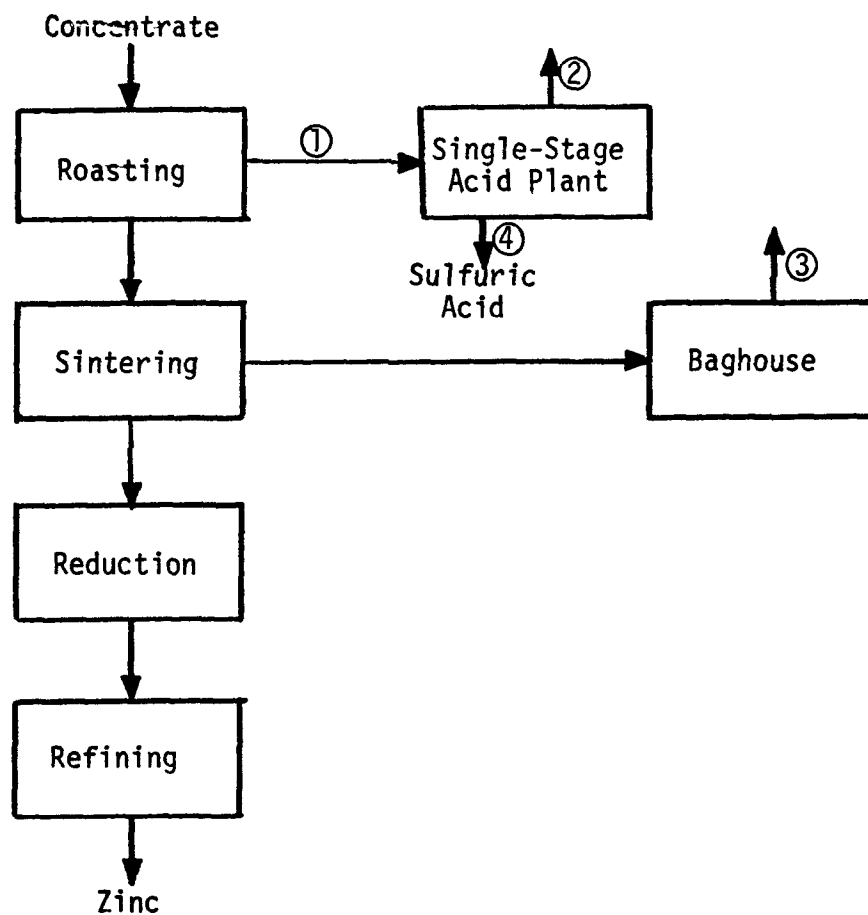 Concentrate
②
Roasting
①
Single-Stage
Acid Plant
④
Sulfuric
Acid
③
Sintering
Baghouse
Reduction
Refining
Zinc